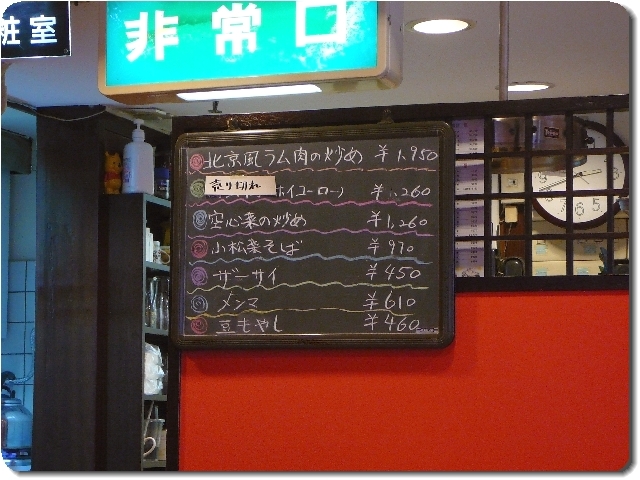 粧室
非常口
北京風ラム肉の炒め ¥1,950
売り切れ
ホイコーロー) ¥1,260
空心菜の炒め ¥1,260
小松菜そば ¥970
ザーサイ ¥450
メンマ ¥610
豆もやし ¥460